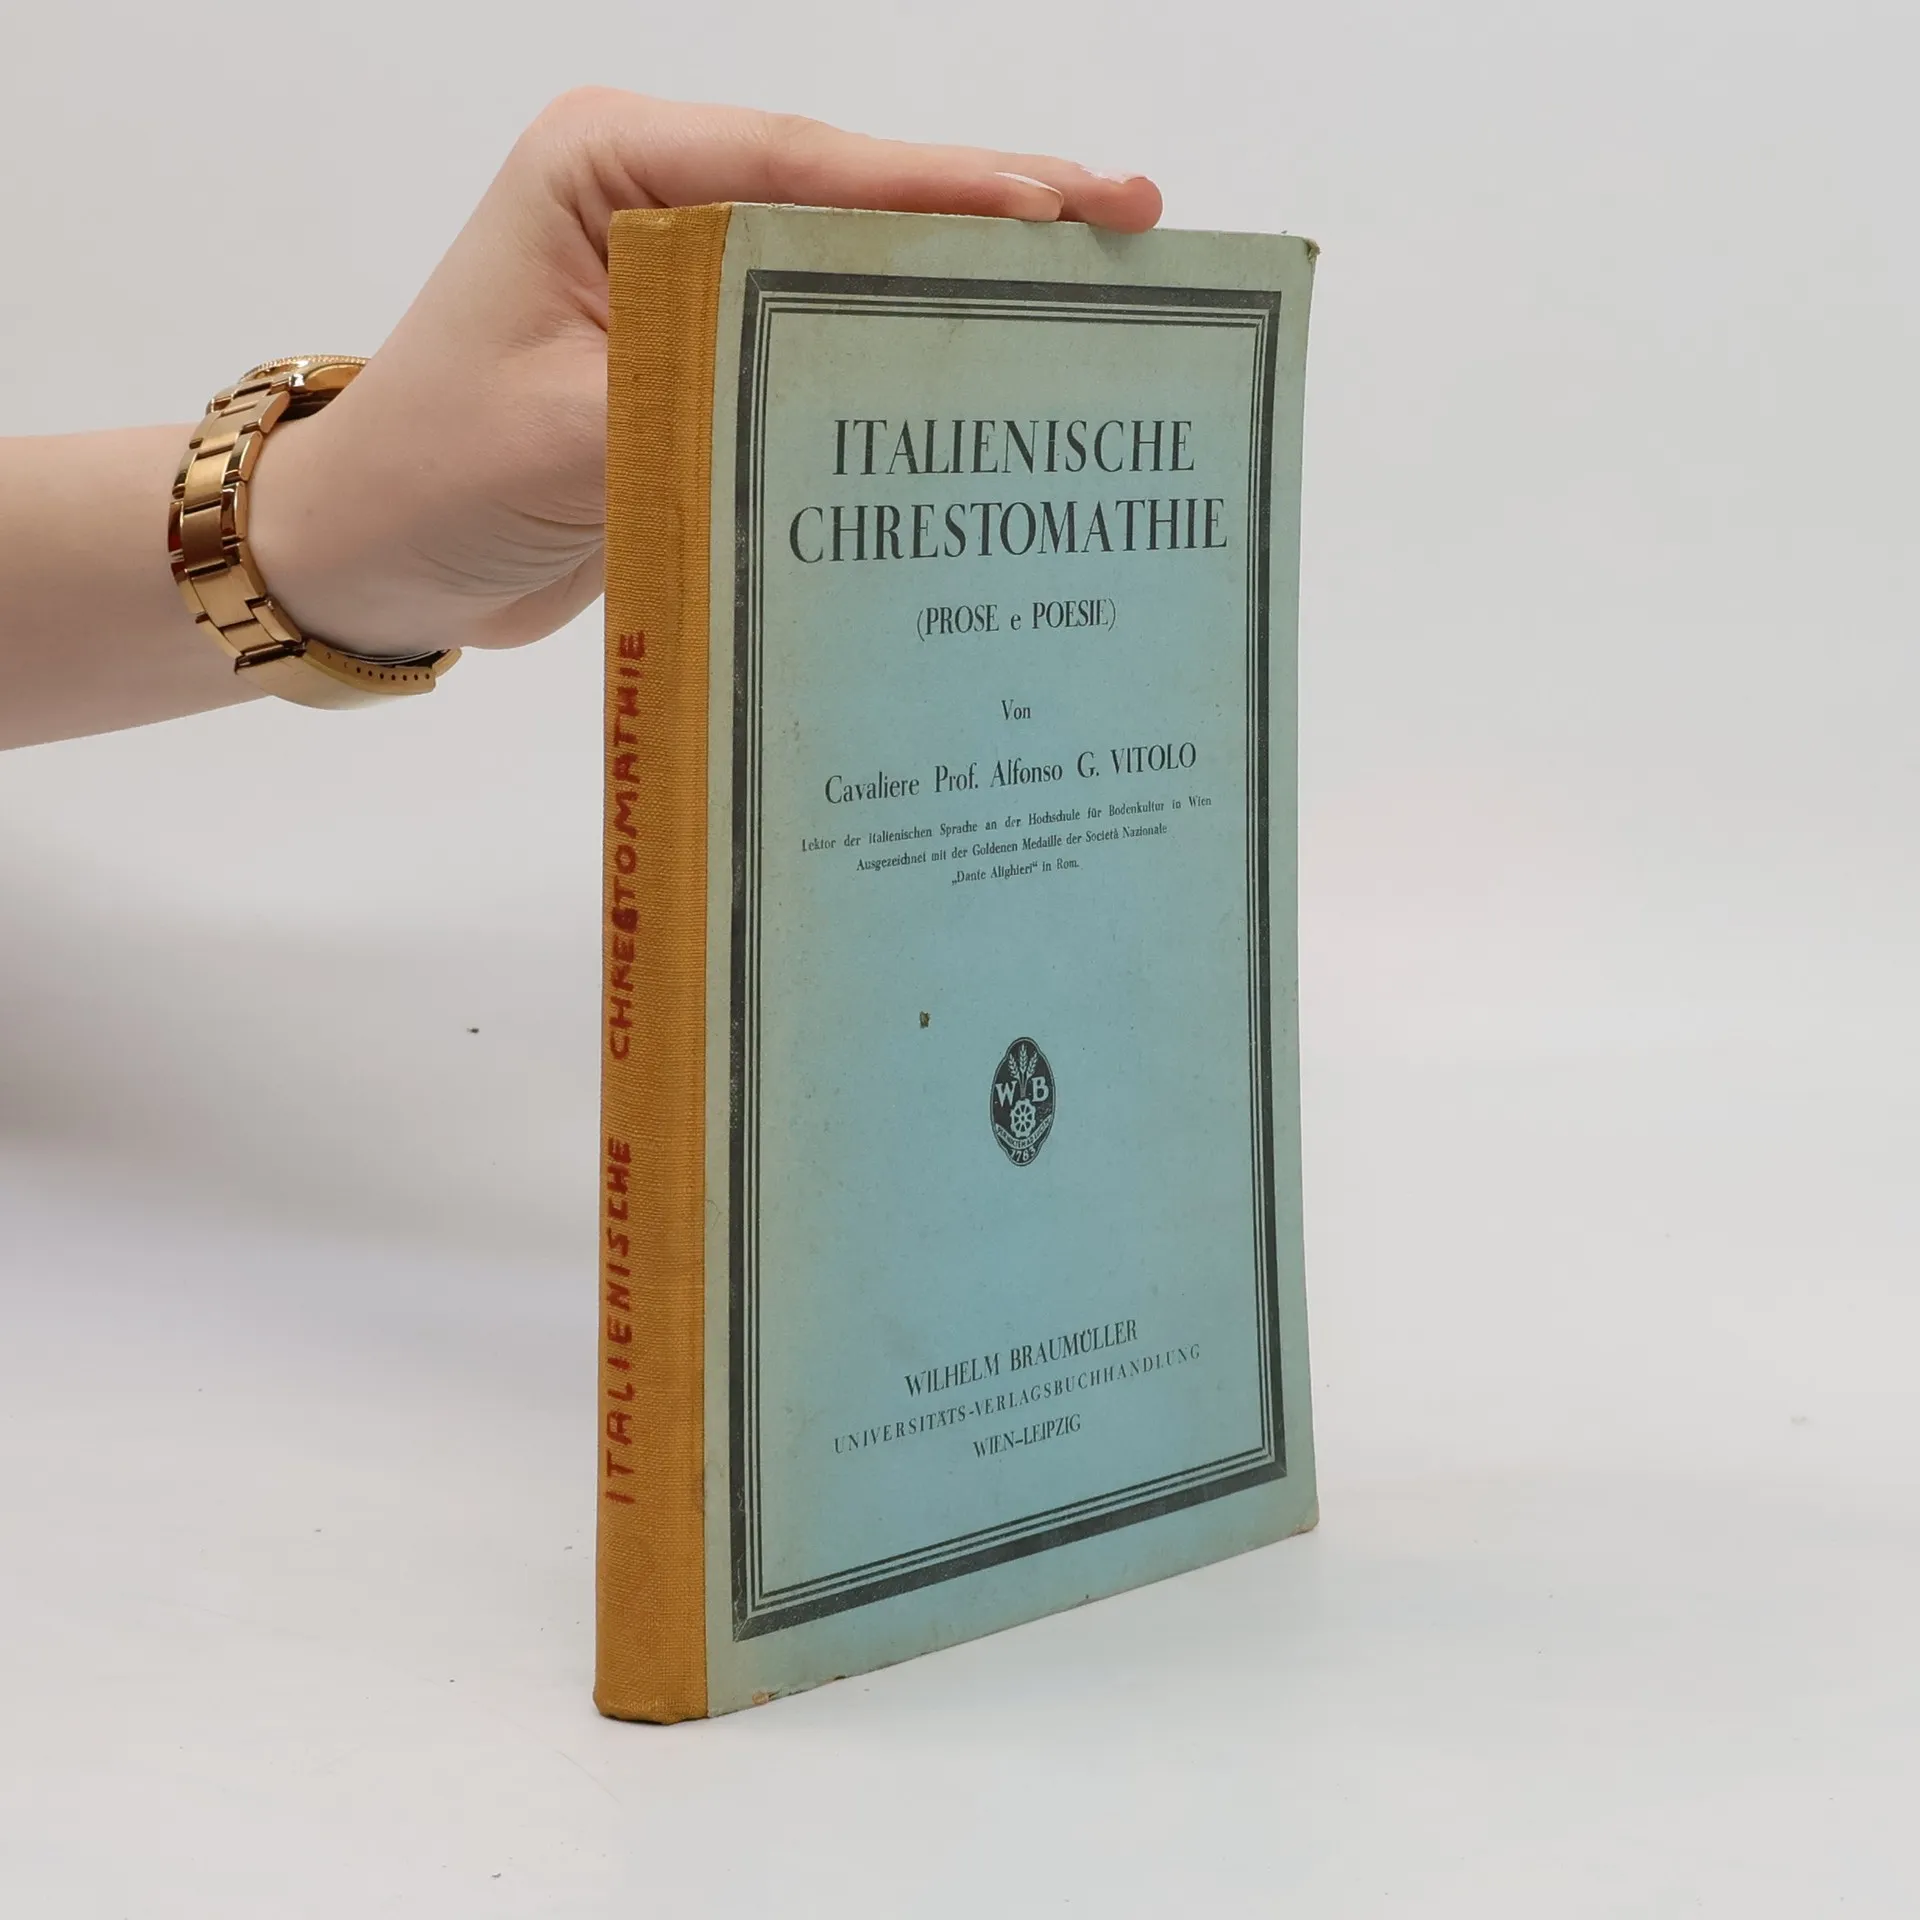 ITALIENISCHE
CHRESTOMATHIE
(PROSE e POESIE)
Von
Cavaliere Prof. Alfonso G. VITOLO
Lektor der italienischen Sprache an der Hochschule für Bodenkultur in Wien
Ausgezeichnet mit der Goldenen Medaille der Società Nazionale
„Dante Alighieri“ in Rom.
W B
1783
WILHELM BRAUMÜLLER
UNIVERSITÄTS-VERLAGSBUCHHANDLUNG
WIEN–LEIPZIG
ITALIENISCHE CHRESTOMATHIE